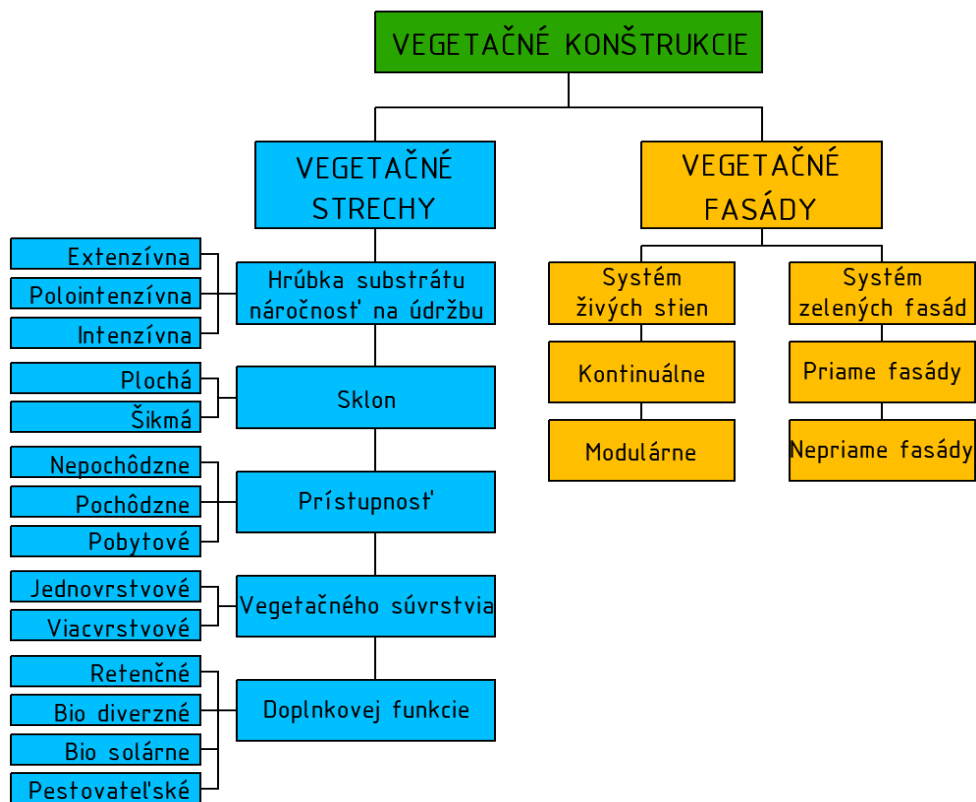 VEGETAČNÉ KONŠTRUKCIE
VEGETAČNÉ
STRECHY
VEGETAČNÉ
FASÁDY
Extenzívna
Polointenzívna
Intenzívna
Hrúbka substrátu
náročnosť na údržbu
Plochá
Šikmá
Sklon
Nepochôdzne
Pochôdzne
Pobytové
Prístupnosť
Jednovrstvové
Viacvrstvové
Vegetačného súvrstvia
Retenčné
Bio diverzné
Bio solárne
Pestovateľské
Doplnkovej funkcie
Systém
živých stien
Kontinuálne
Modulárne
Systém
zelených fasád
Priame fasády
Nepriame fasády